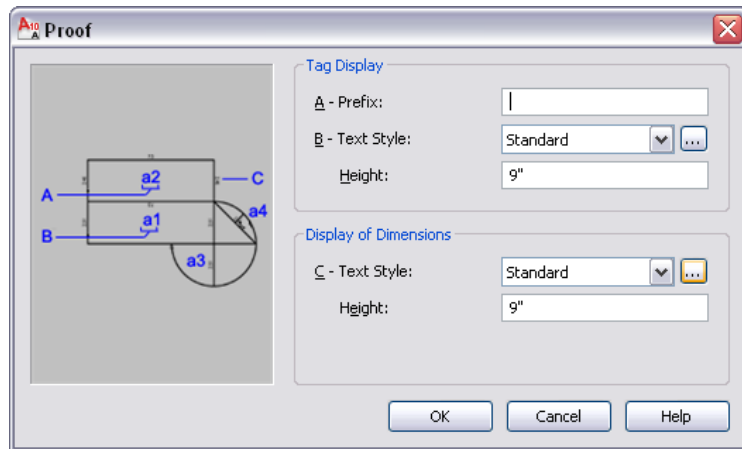 A10 A Proof
Tag Display
A - Prefix:
B - Text Style: Standard ...
Height: 9"
Display of Dimensions
C - Text Style: Standard ...
Height: 9"
a2
A
C
a1
a4
B
a3
OK Cancel Help